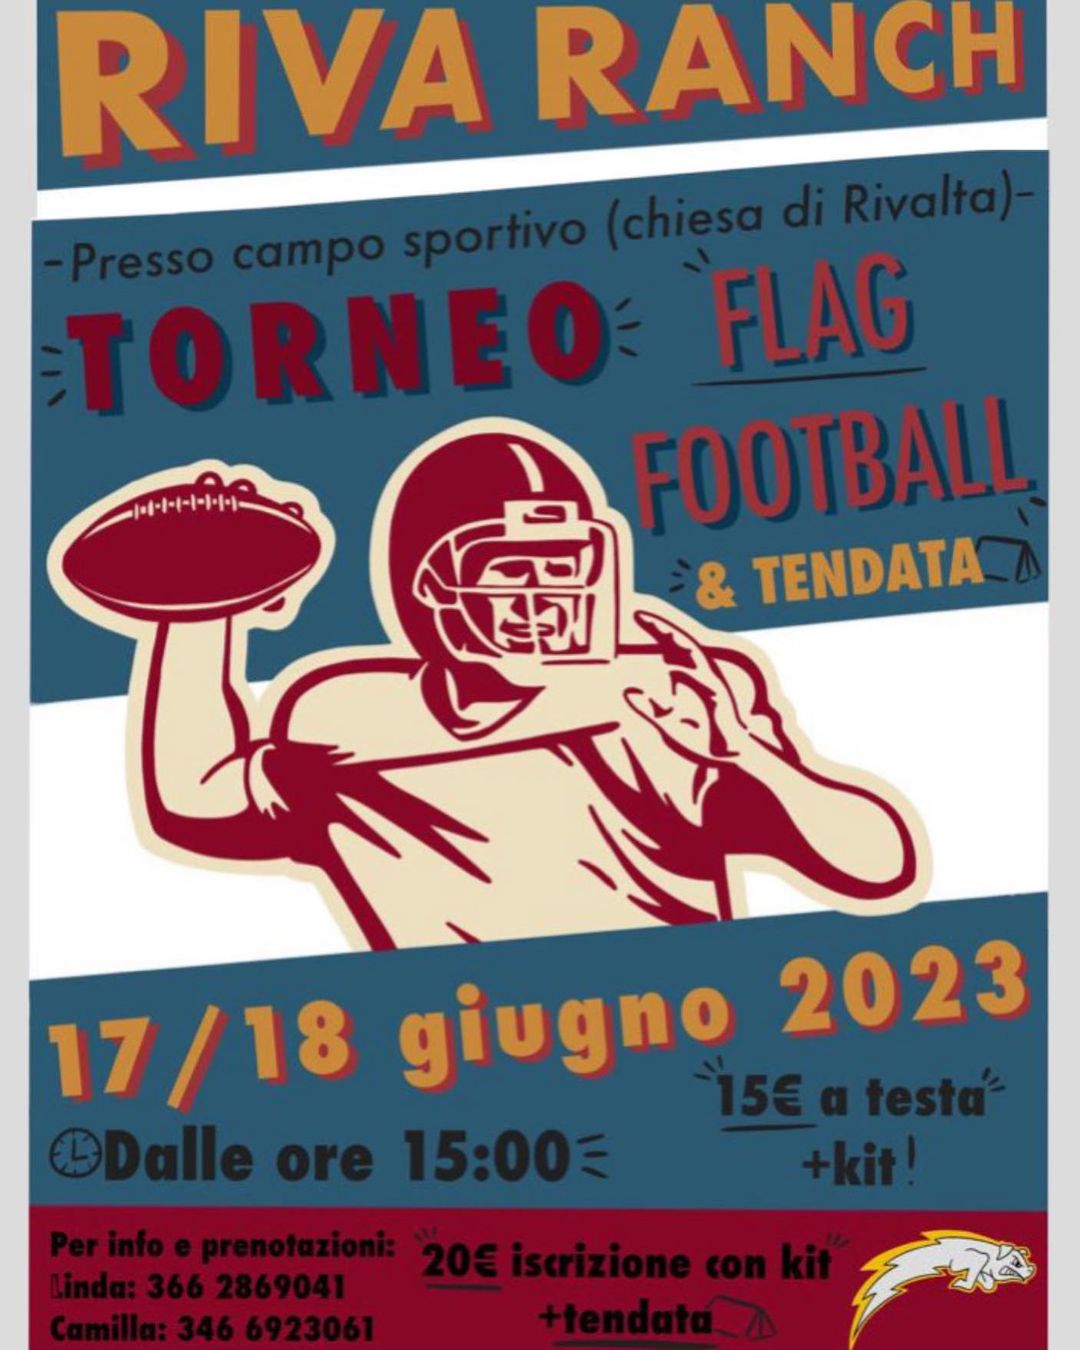 RIVA RANCH
-Presso campo sportivo (chiesa di Rivalta)-
TORNEO
FLAG
FOOTBALL
& TENDATA
17/18 giugno 2023
Dalle ore 15:00
15€ a testa
+kit!
Per info e prenotazioni:
Linda: 366 2869041
Camilla: 346 6923061
20€ iscrizione con kit
+tendata